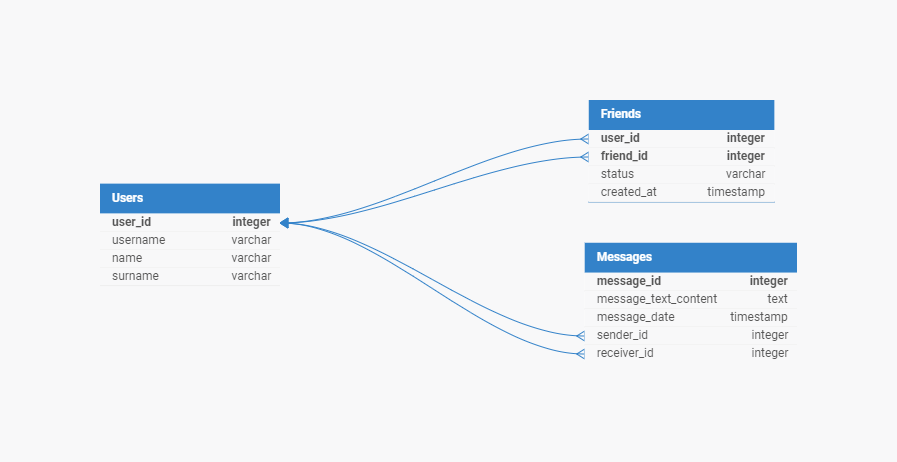 Users
user_id integer
username varchar
name varchar
surname varchar
Friends
user_id integer
friend_id integer
status varchar
created_at timestamp
Messages
message_id integer
message_text_content text
message_date timestamp
sender_id integer
receiver_id integer